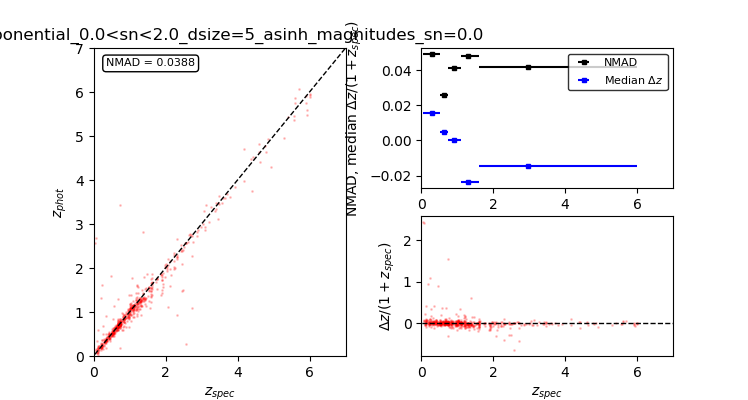 ponential_0.0<sn<2.0_dsize=5_asinh_magnitudes_sn=0.0
NMAD = 0.0388
7
6
5
4
3
2
1
0
z_phot
0 2 4 6
z_spec
NMAD, median Δz/(1 + z_spec)
0.04
0.02
0.00
−0.02
NMAD
Median Δz
0 2 4 6
Δz/(1 + z_spec)
2
1
0
0 2 4 6
z_spec